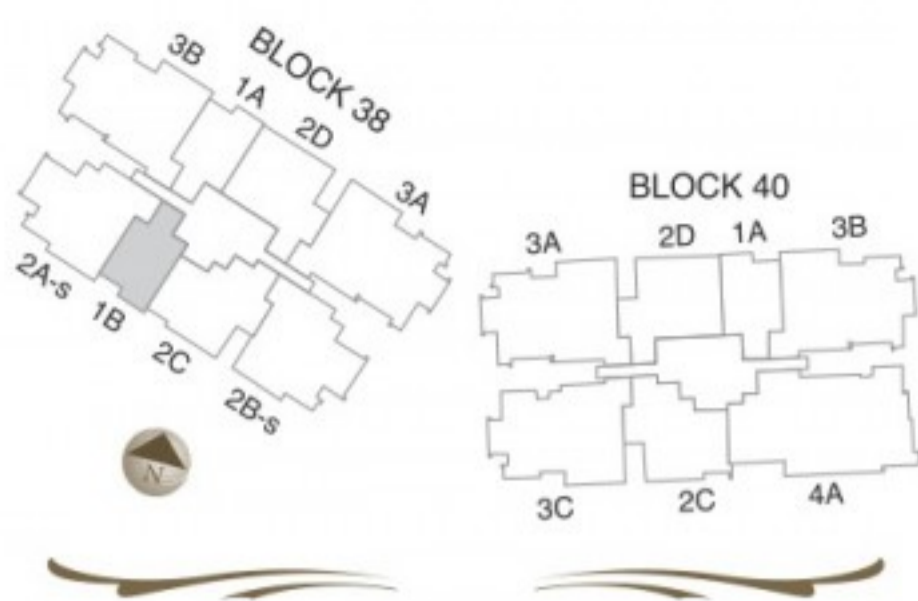 BLOCK 38
3B
1A
2D
3A
2A-s
1B
2C
2B-s
N
BLOCK 40
3A
2D
1A
3B
3C
2C
4A